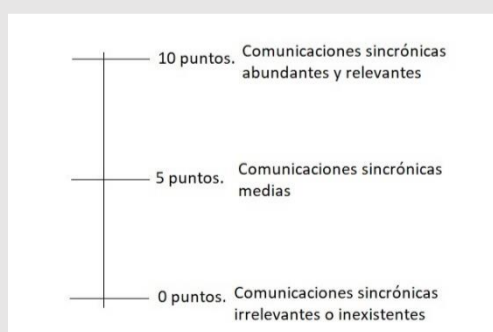 10 puntos. Comunicaciones sincrónicas
abundantes y relevantes
5 puntos. Comunicaciones sincrónicas
medias
0 puntos. Comunicaciones sincrónicas
irrelevantes o inexistentes